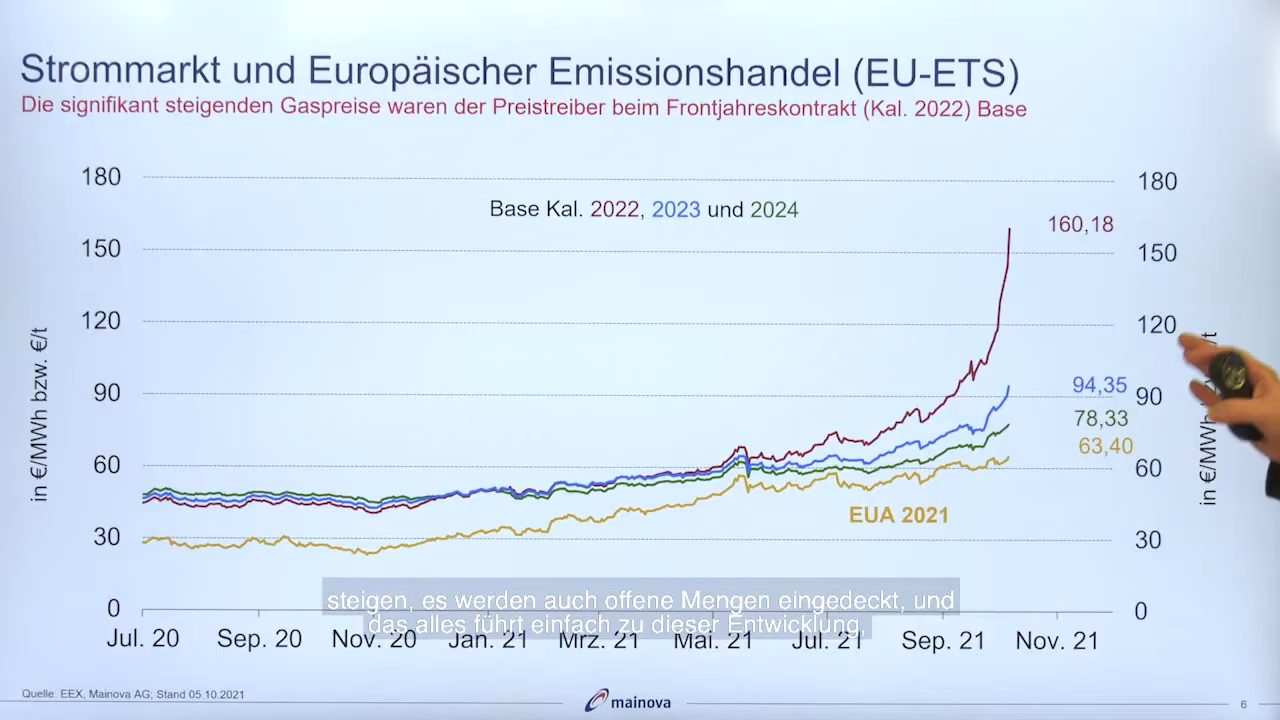 Strommarkt und Europäischer Emissionshandel (EU-ETS)
Die signifikant steigenden Gaspreise waren der Preistreiber beim Frontjahreskontrakt (Kal. 2022) Base
180
180
Base Kal. 2022, 2023 und 2024
160,18
150
150
120
120
94,35
90
90
78,33
63,40
60
60
EUA 2021
30
30
0
0
in €/MWh bzw. €/t
in €/MWh
/t
steigen, es werden auch offene Mengen eingedeckt, und
das alles führt einfach zu dieser Entwicklung,
Jul. 20 Sep. 20 Nov. 20 Jan. 21 Mrz. 21 Mai. 21 Jul. 21 Sep. 21 Nov. 21
Quelle: EEX, Mainova AG; Stand 05.10.2021
mainova
6